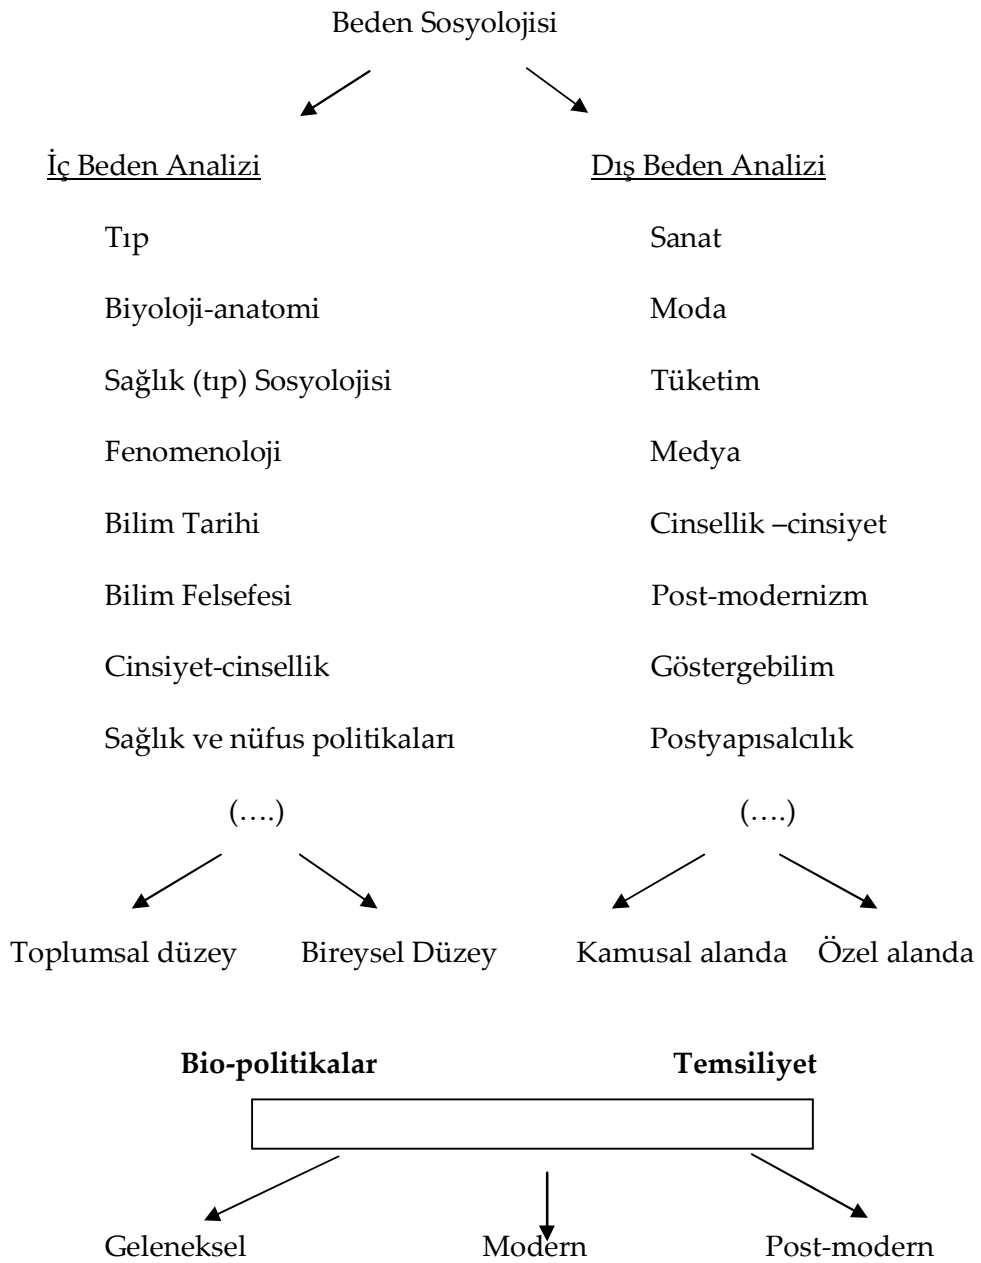 Beden Sosyolojisi
İç Beden Analizi Dış Beden Analizi
Tıp Sanat
Biyoloji-anatomi Moda
Sağlık (tıp) Sosyolojisi Tüketim
Fenomenoloji Medya
Bilim Tarihi Cinsellik –cinsiyet
Bilim Felsefesi Post-modernizm
Cinsiyet-cinsellik Göstergebilim
Sağlık ve nüfus politikaları Postyapısalcılık
(….) (….)
Toplumsal düzey Bireysel Düzey Kamusal alanda Özel alanda
Bio-politikalar Temsiliyet
Geleneksel Modern Post-modern